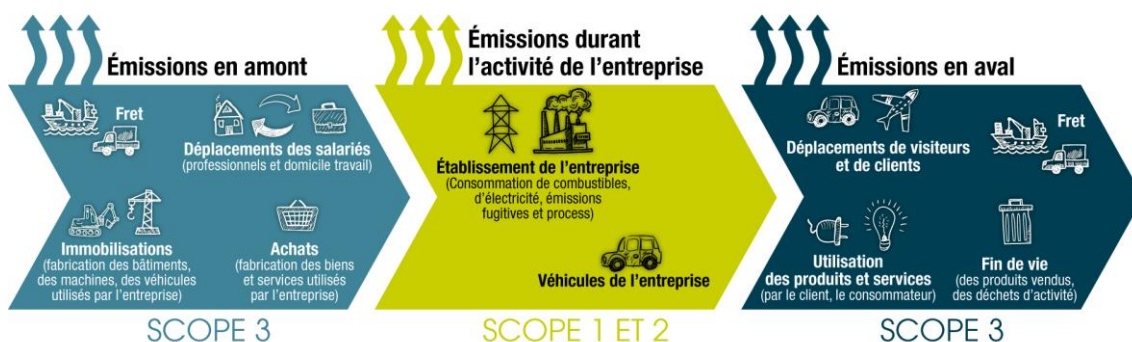 Émissions en amont
Fret
Déplacements des salariés
(professionnels et domicile travail)
Immobilisations
(fabrication des bâtiments,
des machines, des véhicules
utilisés par l'entreprise)
Achats
(fabrication des biens
et services utilisés
par l'entreprise)
SCOPE 3
Émissions durant
l'activité de l'entreprise
Établissement de l'entreprise
(Consommation de combustibles,
d'électricité, émissions
fugitives et process)
Véhicules de l'entreprise
SCOPE 1 ET 2
Émissions en aval
Déplacements de visiteurs
et de clients
Fret
Utilisation
des produits et services
(par le client, le consommateur)
Fin de vie
(des produits vendus,
des déchets d'activité)
SCOPE 3